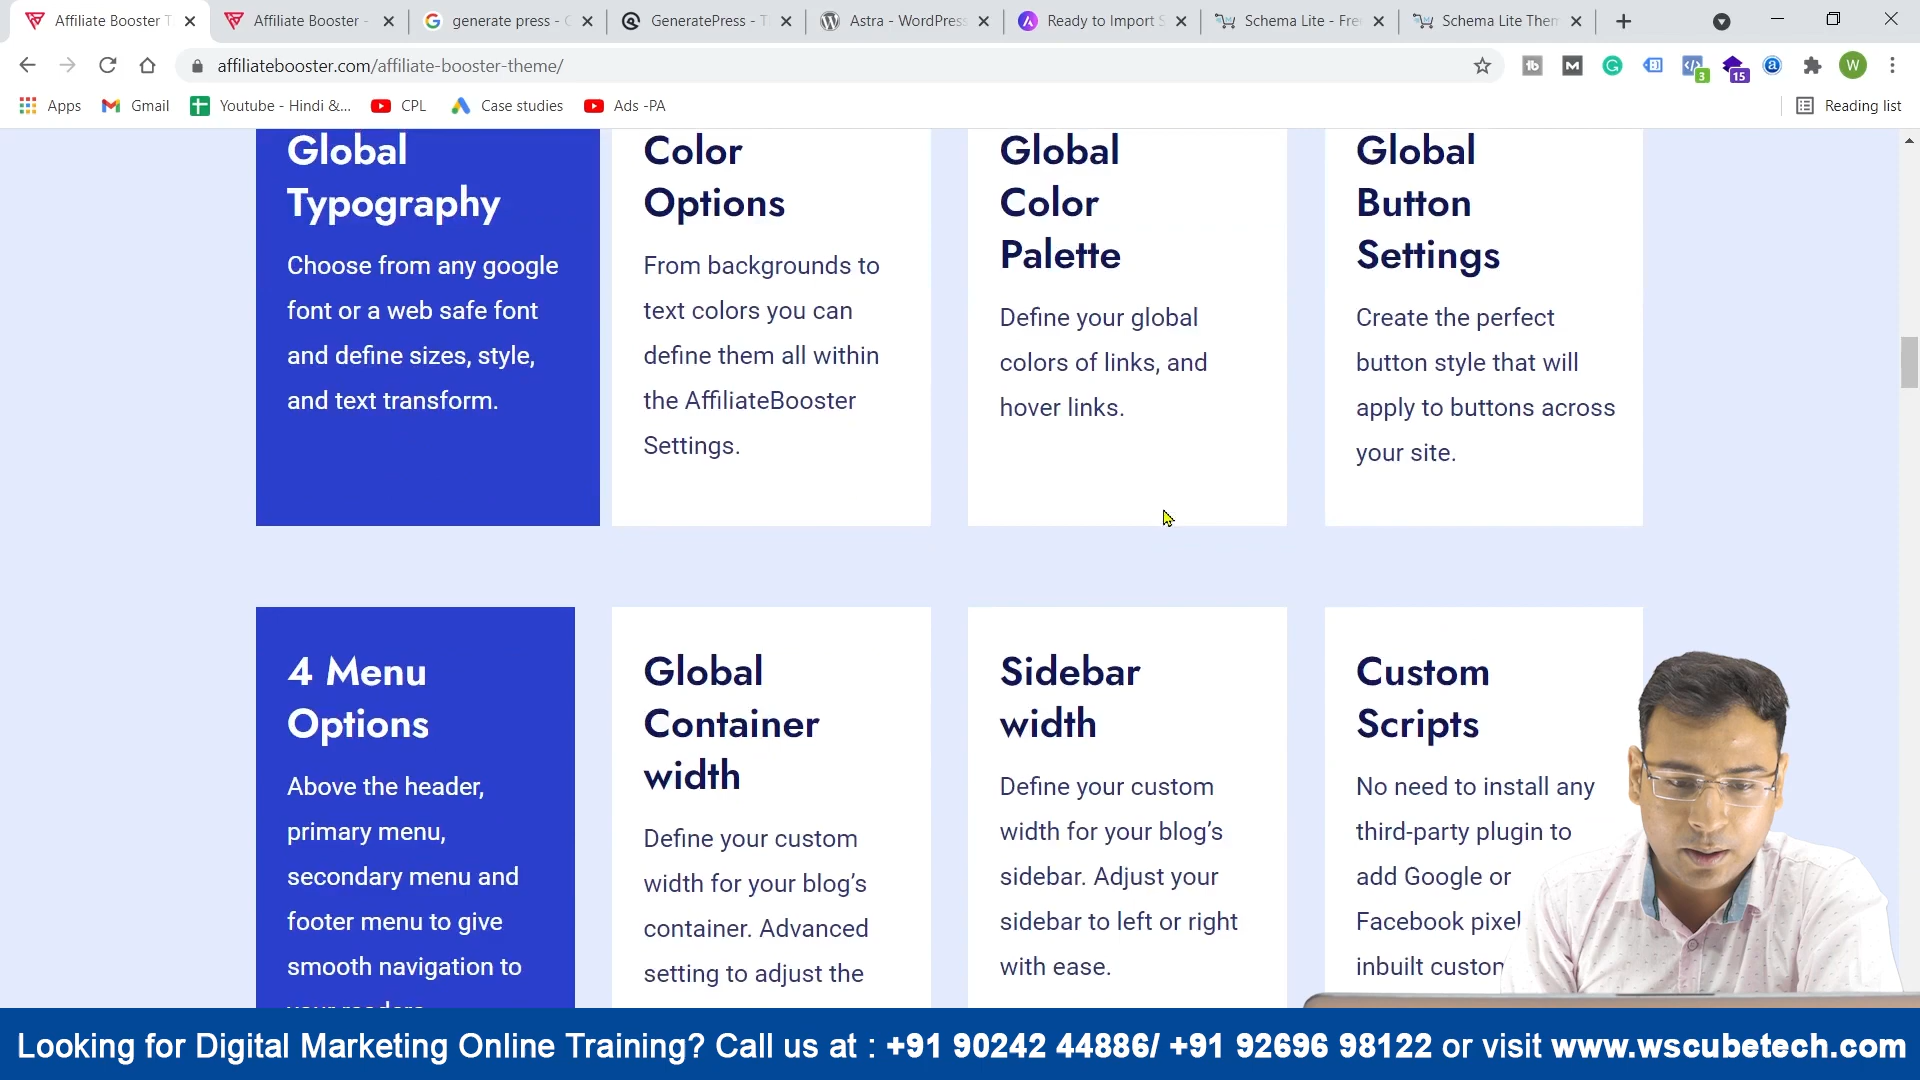 Affiliate Booster T
Affiliate Booster -
generate press - G
GeneratePress - T
Astra - WordPress
Ready to Import S
Schema Lite - Fre
Schema Lite Then
affiliatebooster.com/affiliate-booster-theme/
3
15
W
Apps
Gmail
Youtube - Hindi &...
CPL
Case studies
Ads -PA
Reading list
Global
Typography
Choose from any google
font or a web safe font
and define sizes, style,
and text transform.
Color
Options
From backgrounds to
text colors you can
define them all within
the AffiliateBooster
Settings.
Global
Color
Palette
Define your global
colors of links, and
hover links.
Global
Button
Settings
Create the perfect
button style that will
apply to buttons across
your site.
4 Menu
Options
Above the header,
primary menu,
secondary menu and
footer menu to give
smooth navigation to
Global
Container
width
Define your custom
width for your blog's
container. Advanced
setting to adjust the
Sidebar
width
Define your custom
width for your blog's
sidebar. Adjust your
sidebar to left or right
with ease.
Custom
Scripts
No need to install any
third-party plugin to
add Google or
Facebook pixel
inbuilt custom
Looking for Digital Marketing Online Training? Call us at : +91 90242 44886/ +91 92696 98122 or visit www.wscubetech.com